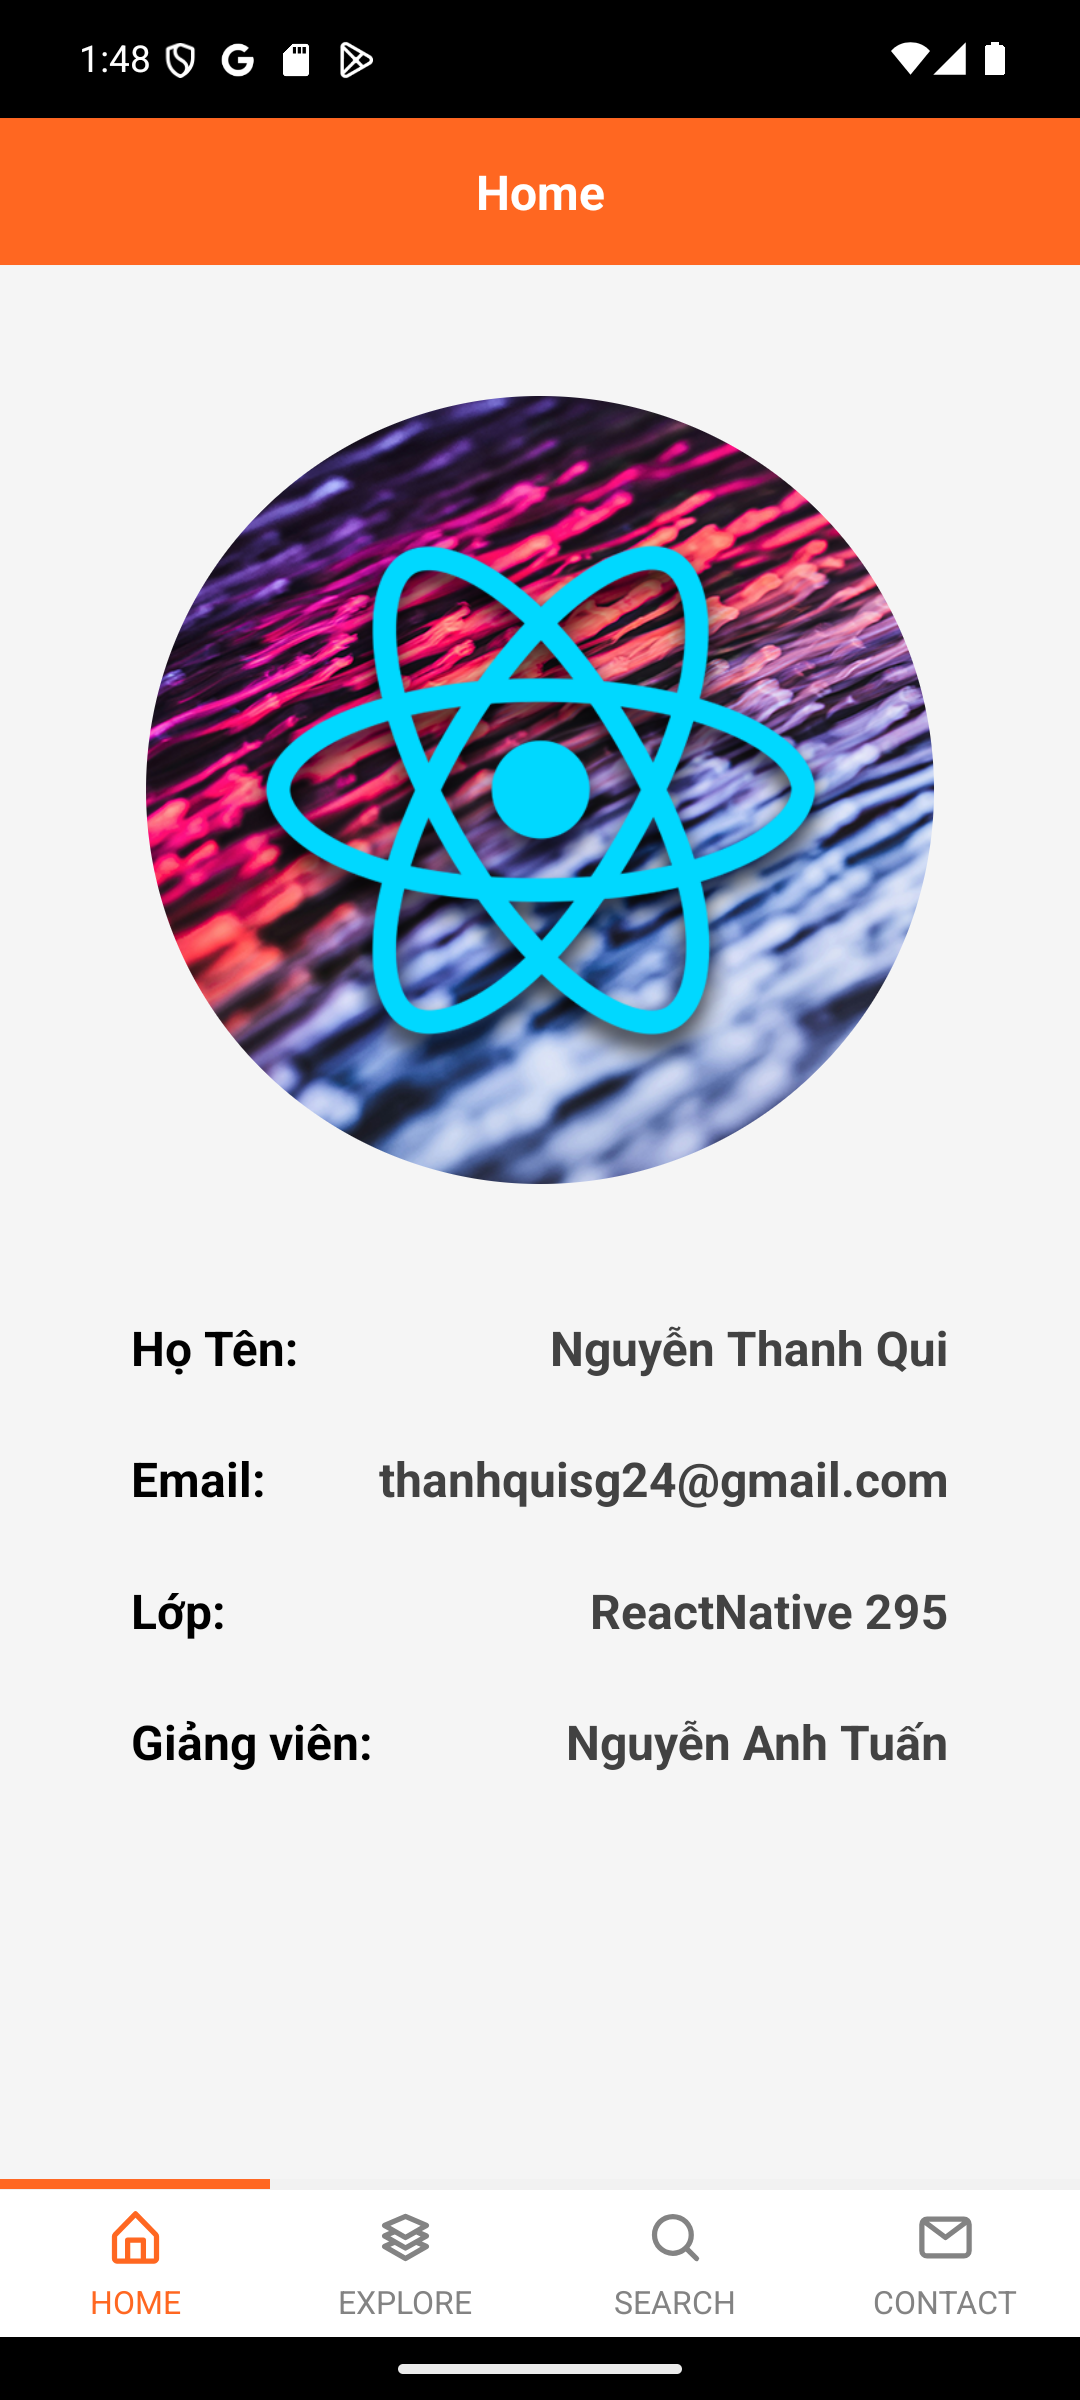 1:48
Home
Họ Tên: Nguyễn Thanh Qui
Email: thanhquisg24@gmail.com
Lớp: ReactNative 295
Giảng viên: Nguyễn Anh Tuấn
HOME EXPLORE SEARCH CONTACT